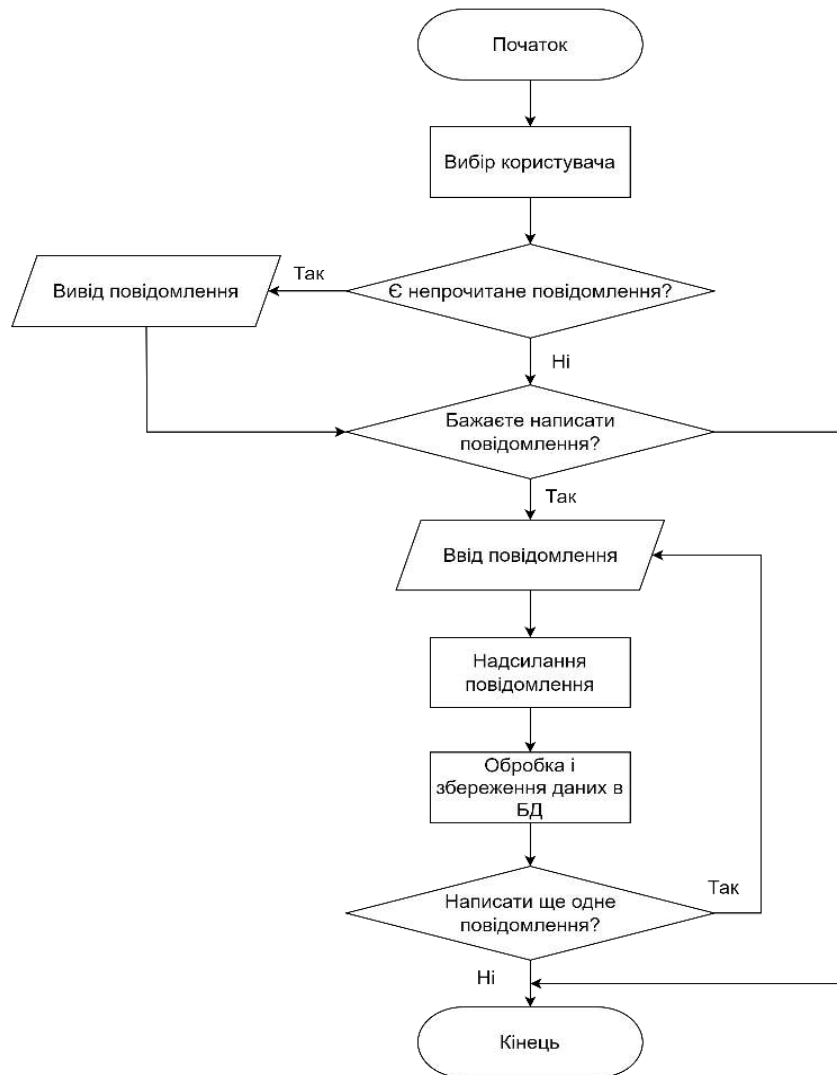 Початок
Вибір користувача
Є непрочитане повідомлення?
Так
Вивід повідомлення
Ні
Бажаєте написати
повідомлення?
Так
Ввід повідомлення
Надсилання
повідомлення
Обробка і
збереження даних в
БД
Написати ще одне
повідомлення?
Так
Ні
Кінець